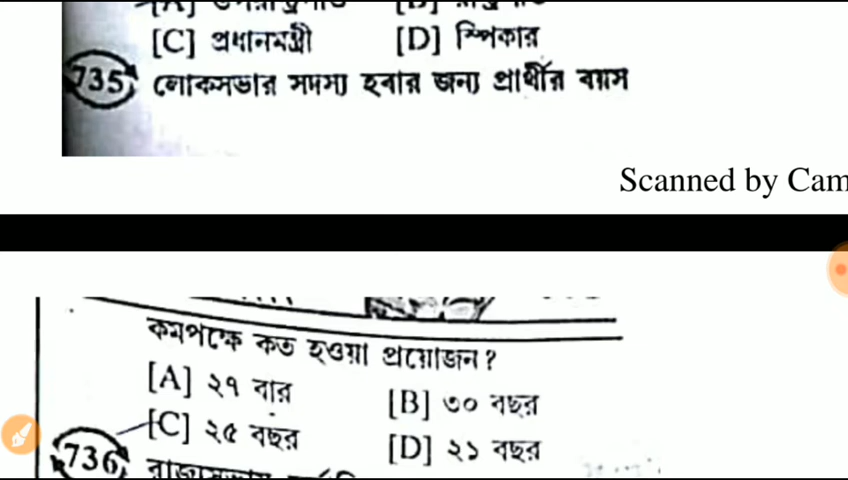 [C] প্রধানমন্ত্রী [D] স্পিকার
735 লোকসভার সদস্য হবার জন্য প্রার্থীর বয়স
Scanned by Cam
কমপক্ষে কত হওয়া প্রয়োজন?
[A] ২৭ বার [B] ৩০ বছর
[C] ২৫ বছর [D] ২১ বছর
736